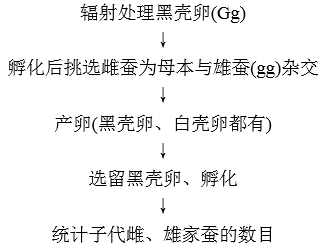 辐射处理黑壳卵(Gg)
↓
孵化后挑选雌蚕为母本与雄蚕(gg)杂交
↓
产卵(黑壳卵、白壳卵都有)
↓
选留黑壳卵、孵化
↓
统计子代雌、雄家蚕的数目